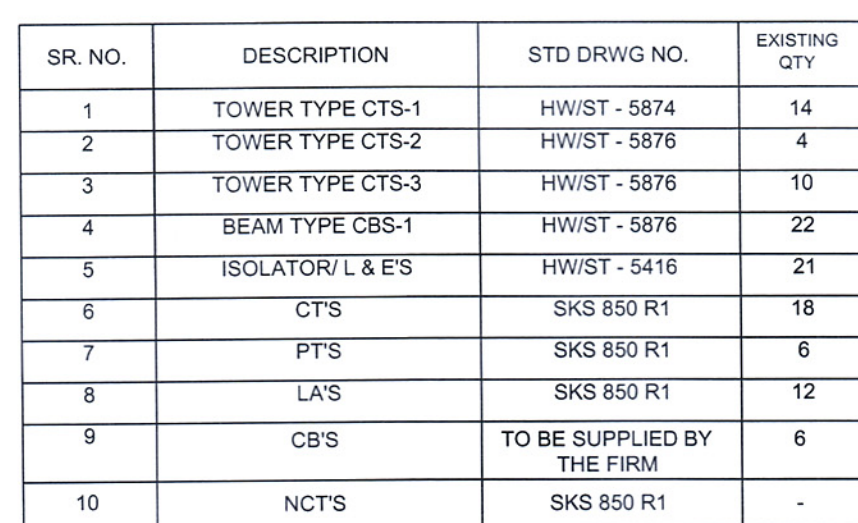 SR. NO. DESCRIPTION STD DRWG NO. EXISTING QTY
1 TOWER TYPE CTS-1 HW/ST - 5874 14
2 TOWER TYPE CTS-2 HW/ST - 5876 4
3 TOWER TYPE CTS-3 HW/ST - 5876 10
4 BEAM TYPE CBS-1 HW/ST - 5876 22
5 ISOLATOR/ L & E'S HW/ST - 5416 21
6 CT'S SKS 850 R1 18
7 PT'S SKS 850 R1 6
8 LA'S SKS 850 R1 12
9 CB'S TO BE SUPPLIED BY THE FIRM 6
10 NCT'S SKS 850 R1 -